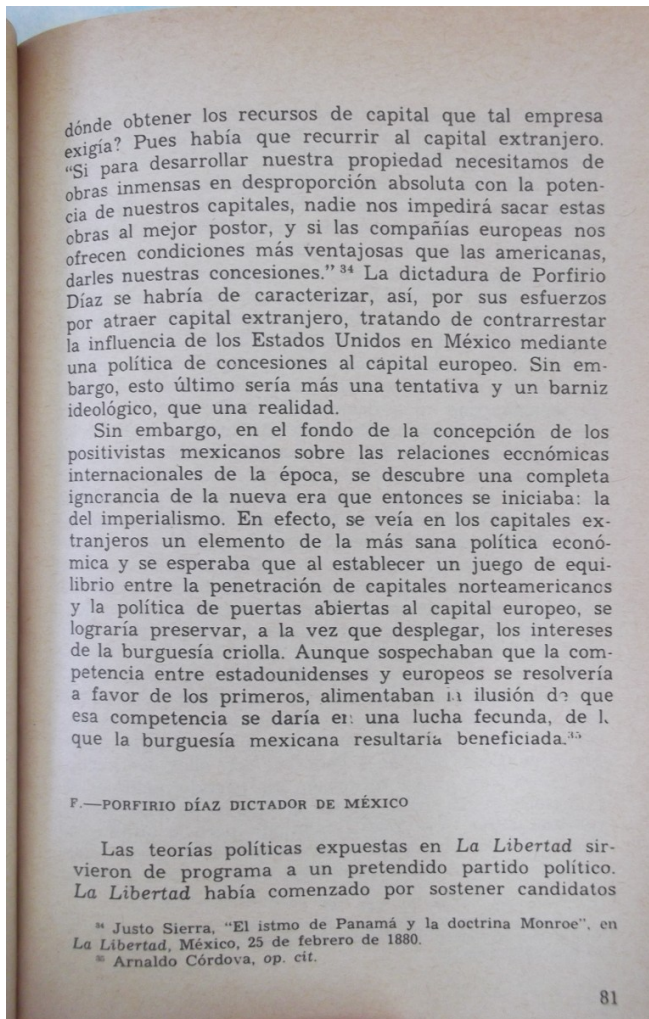 dónde obtener los recursos de capital que tal empresa
exigía? Pues había que recurrir al capital extranjero.
“Si para desarrollar nuestra propiedad necesitamos de
obras inmensas en desproporción absoluta con la poten-
cia de nuestros capitales, nadie nos impedirá sacar estas
obras al mejor postor, y si las compañías europeas nos
ofrecen condiciones más ventajosas que las americanas,
darles nuestras concesiones.” ³⁴ La dictadura de Porfirio
Díaz se habría de caracterizar, así, por sus esfuerzos
por atraer capital extranjero, tratando de contrarrestar
la influencia de los Estados Unidos en México mediante
una política de concesiones al capital europeo. Sin em-
bargo, esto último sería más una tentativa y un barniz
ideológico, que una realidad.
Sin embargo, en el fondo de la concepción de los
positivistas mexicanos sobre las relaciones económicas
internacionales de la época, se descubre una completa
ignorancia de la nueva era que entonces se iniciaba: la
del imperialismo. En efecto, se veía en los capitales ex-
tranjeros un elemento de la más sana política econó-
mica y se esperaba que al establecer un juego de equi-
librio entre la penetración de capitales norteamericanos
y la política de puertas abiertas al capital europeo, se
lograría preservar, a la vez que desplegar, los intereses
de la burguesía criolla. Aunque sospechaban que la com-
petencia entre estadounidenses y europeos se resolvería
a favor de los primeros, alimentaban la ilusión de que
esa competencia se daría en una lucha fecunda, de la
que la burguesía mexicana resultaría beneficiada.³⁵
F.—PORFIRIO DÍAZ DICTADOR DE MÉXICO
Las teorías políticas expuestas en La Libertad sir-
vieron de programa a un pretendido partido político.
La Libertad había comenzado por sostener candidatos
³⁴ Justo Sierra, "El istmo de Panamá y la doctrina Monroe", en
La Libertad, México, 25 de febrero de 1880.
³⁵ Arnaldo Córdova, op. cit.
81